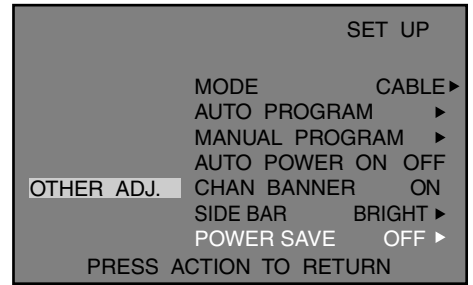 SET UP
MODE CABLE►
AUTO PROGRAM ►
MANUAL PROGRAM ►
AUTO POWER ON OFF
OTHER ADJ. CHAN BANNER ON
SIDE BAR BRIGHT ►
POWER SAVE OFF ►
PRESS ACTION TO RETURN